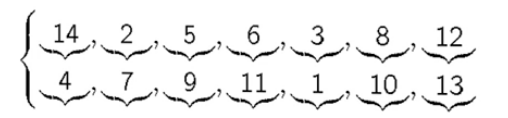 14, 2, 5, 6, 3, 8, 12
4, 7, 9, 11, 1, 10, 13